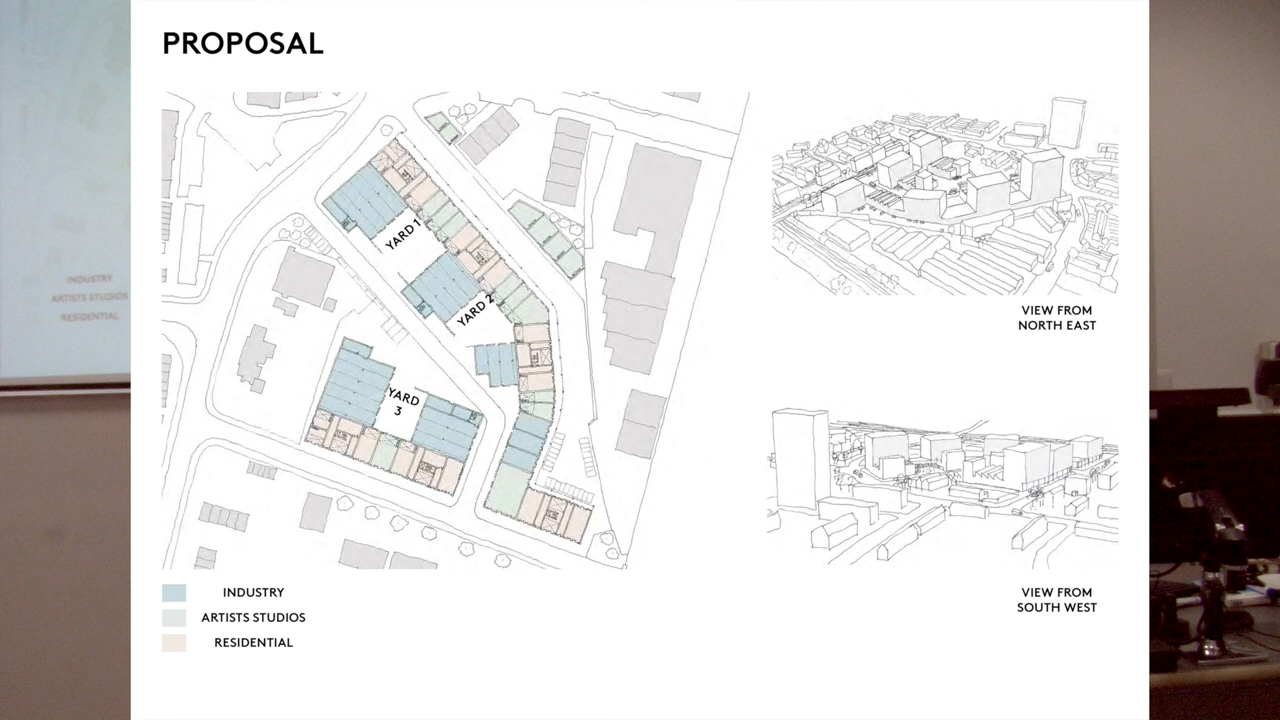 PROPOSAL
YARD 1
YARD 2
YARD
3
VIEW FROM
NORTH EAST
INDUSTRY
ARTISTS STUDIOS
RESIDENTIAL
VIEW FROM
SOUTH WEST
INDUSTRY
ARTISTS STUDIOS
RESIDENTIAL